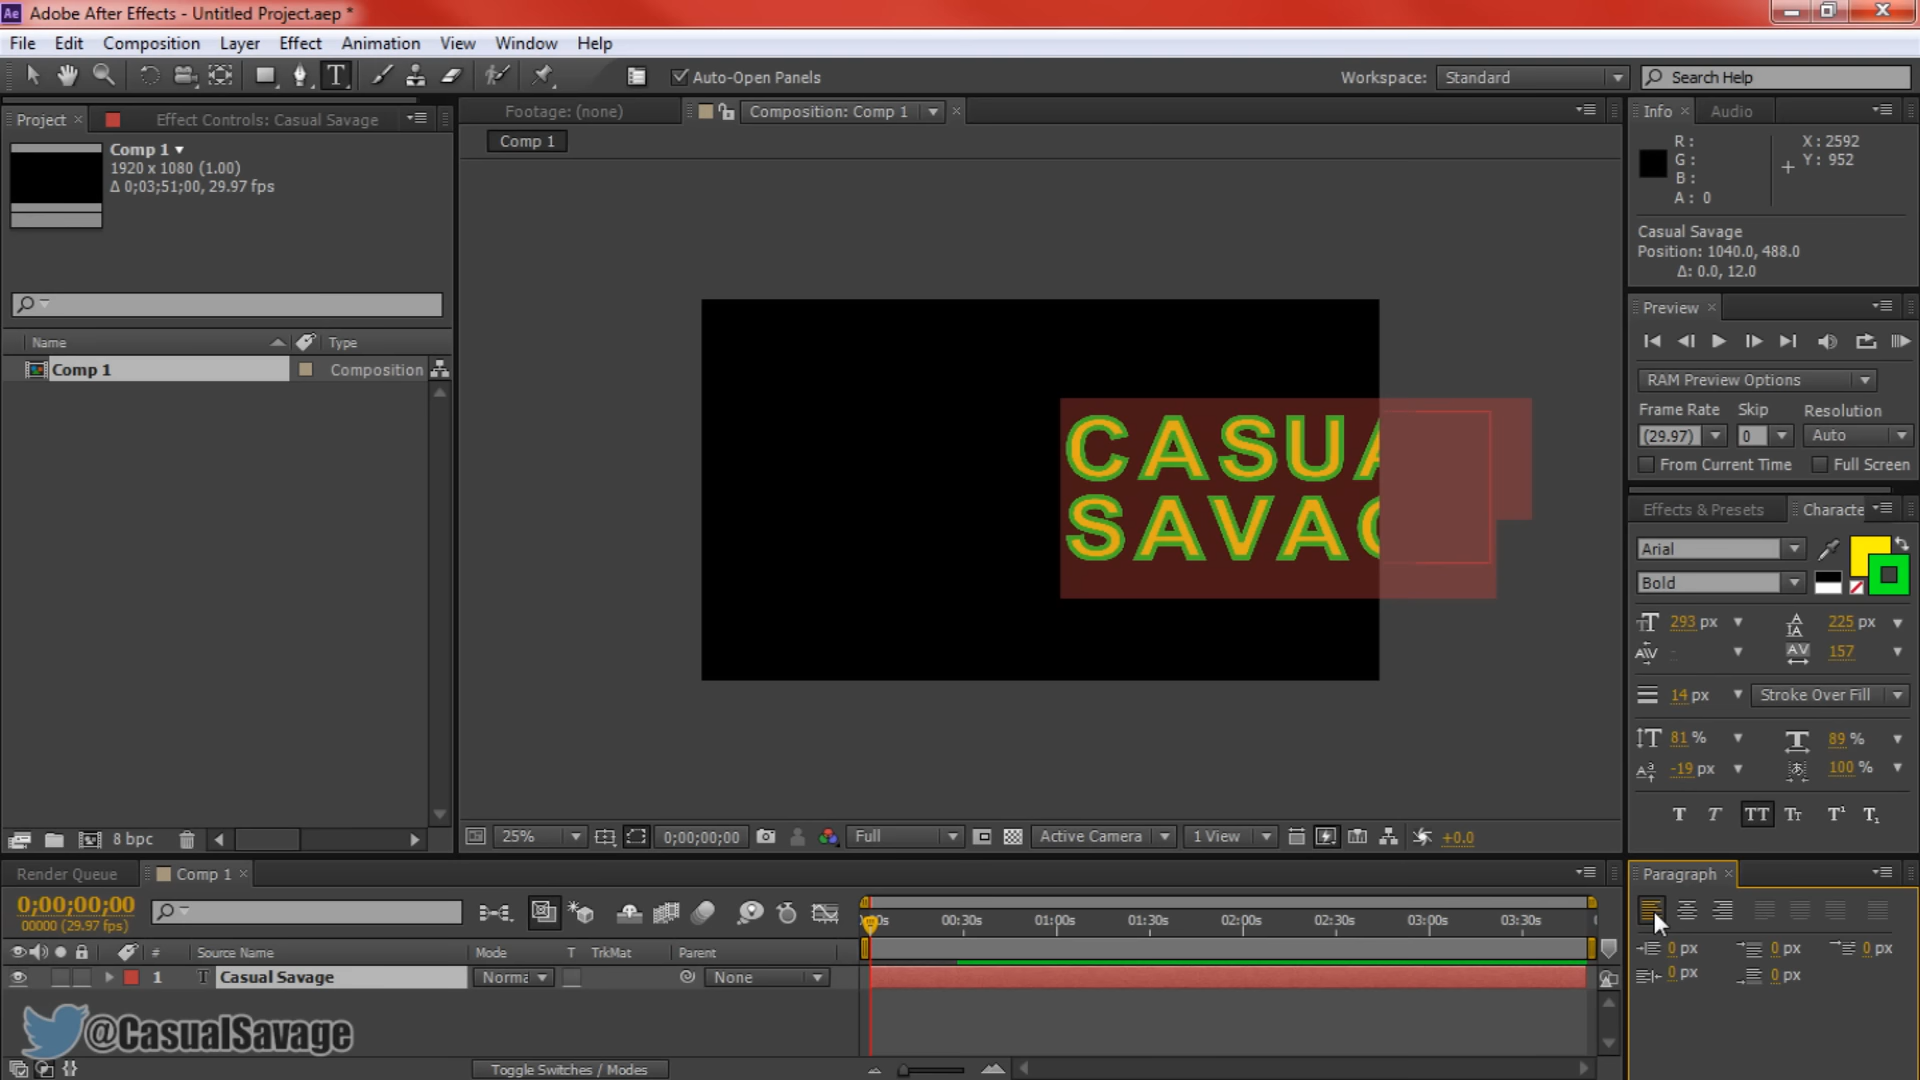 Ae Adobe After Effects - Untitled Project.aep *
File Edit Composition Layer Effect Animation View Window Help
T Auto-Open Panels Workspace: Standard Search Help
Project Effect Controls: Casual Savage
Comp 1
1920 x 1080 (1.00)
Δ 0;03;51;00, 29.97 fps
Name Type
Comp 1 Composition
8 bpc
Footage: (none) Composition: Comp 1
Comp 1
CASUA
SAVAG
25% 0;00;00;00 Full Active Camera 1 View +0.0
Info Audio
R: X: 2592
G: Y: 952
B:
A: 0
Casual Savage
Position: 1040.0, 488.0
Δ: 0.0, 12.0
Preview
RAM Preview Options
Frame Rate Skip Resolution
(29.97) 0 Auto
From Current Time Full Screen
Effects & Presets Characte
Arial
Bold
293 px 225 px
- 157
14 px Stroke Over Fill
81 % 89 %
-19 px 100 %
T T TT Tт T¹ T₁
Render Queue Comp 1
0;00;00;00
00000 (29.97 fps)
00s 00:30s 01:00s 01:30s 02:00s 02:30s 03:00s 03:30s
Source Name Mode T TrkMat Parent
1 T Casual Savage Norma None
@CasualSavage
Toggle Switches / Modes
Paragraph
0 px 0 px 0 px
0 px 0 px